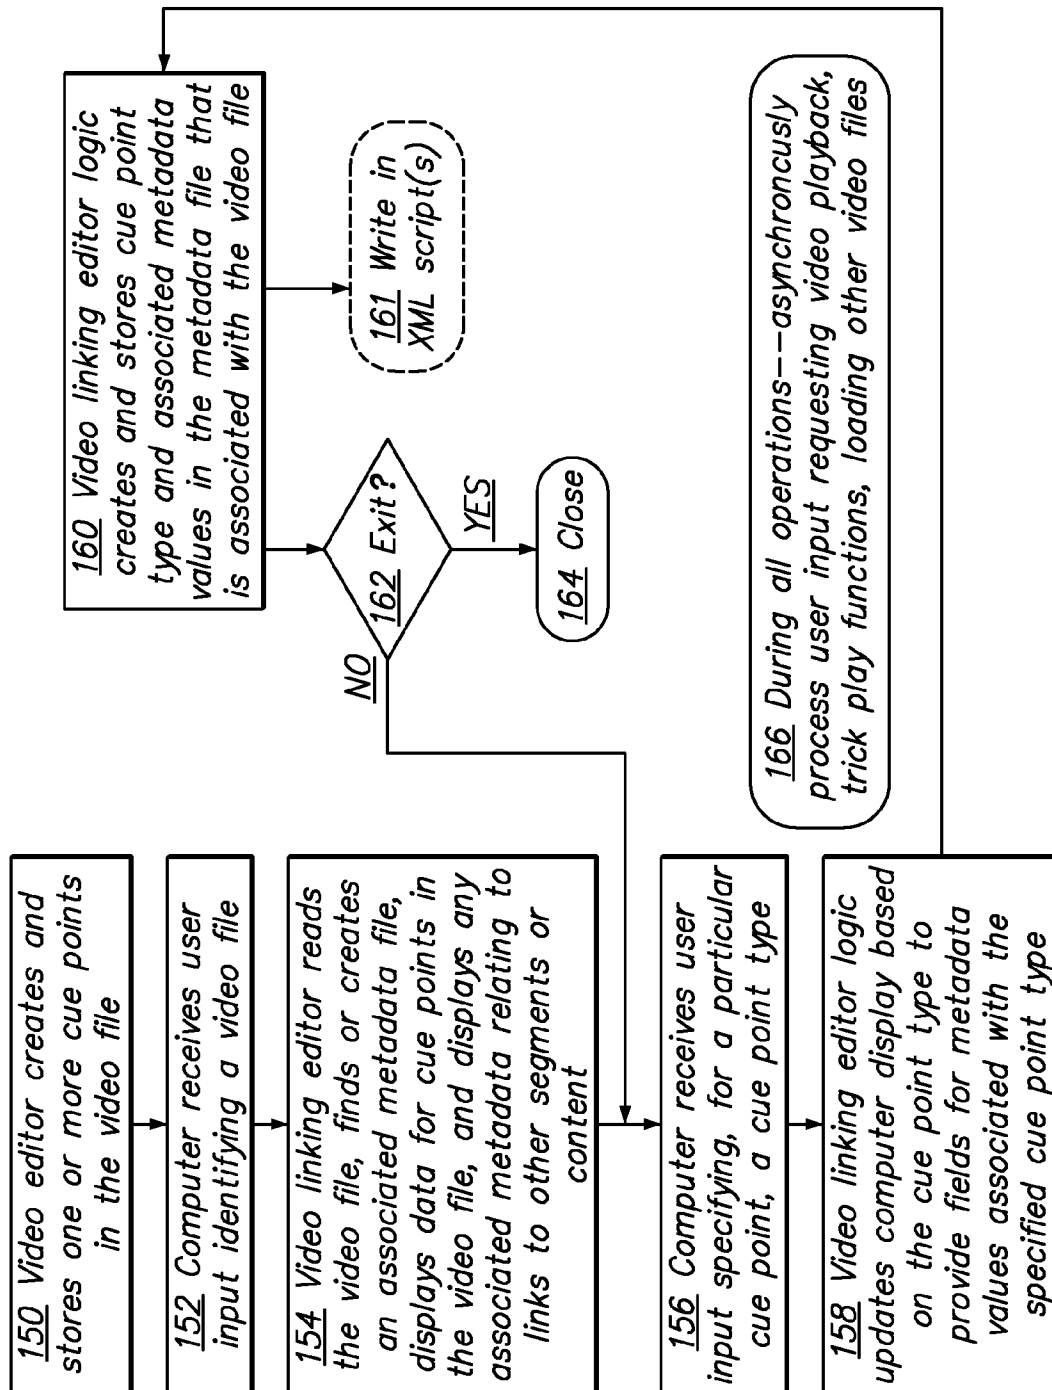 150 Video editor creates and
stores one or more cue points
in the video file
152 Computer receives user
input identifying a video file
154 Video linking editor reads
the video file, finds or creates
an associated metadata file,
displays data for cue points in
the video file, and displays any
associated metadata relating to
links to other segments or
content
156 Computer receives user
input specifying, for a particular
cue point, a cue point type
158 Video linking editor logic
updates computer display based
on the cue point type to
provide fields for metadata
values associated with the
specified cue point type
160 Video linking editor logic
creates and stores cue point
type and associated metadata
values in the metadata file that
is associated with the video file
161 Write in
XML script(s)
162 Exit?
NO
YES
164 Close
166 During all operations--asynchroncusly
process user input requesting video playback,
trick play functions, loading other video files